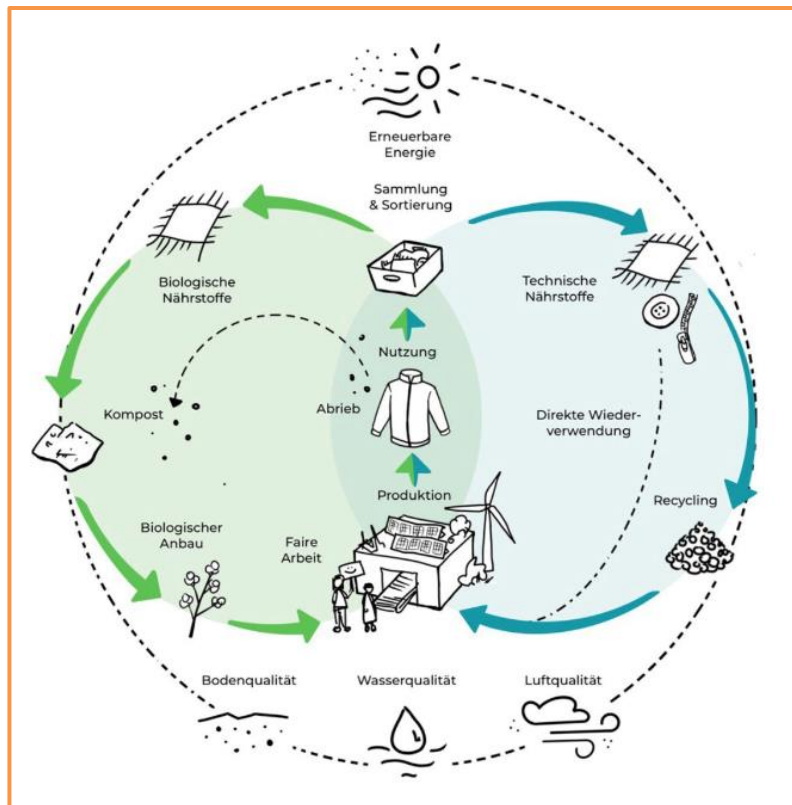 Erneuerbare
Energie
Sammlung
& Sortierung
Biologische
Nährstoffe
Technische
Nährstoffe
Nutzung
Kompost
Abrieb
Direkte Wieder-
verwendung
Produktion
Recycling
Biologischer
Anbau
Faire
Arbeit
Bodenqualität
Wasserqualität
Luftqualität